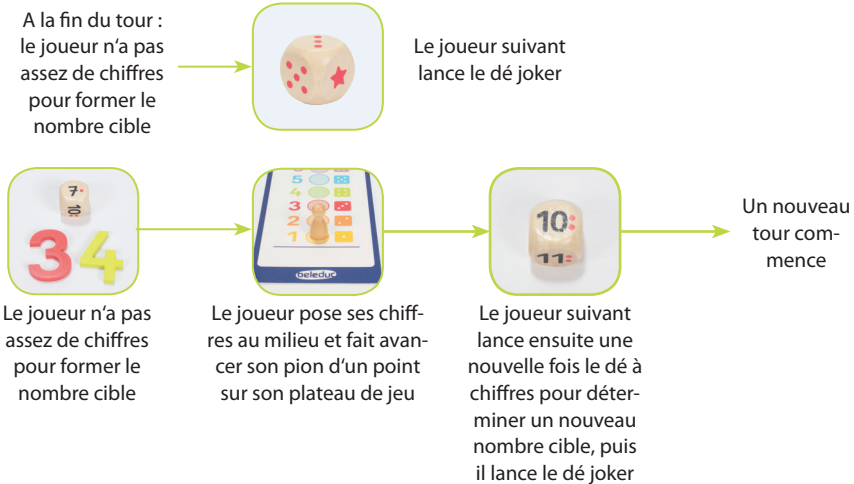 A la fin du tour :
le joueur n‘a pas
assez de chiffres
pour former le
nombre cible
Le joueur suivant
lance le dé joker
7.
10
3 4
5
4
3
2
1
beleduc
10:
11:
Un nouveau
tour com-
mence
Le joueur n‘a pas
assez de chiffres
pour former le
nombre cible
Le joueur pose ses chiff-
res au milieu et fait avan-
cer son pion d‘un point
sur son plateau de jeu
Le joueur suivant
lance ensuite une
nouvelle fois le dé à
chiffres pour déter-
miner un nouveau
nombre cible, puis
il lance le dé joker